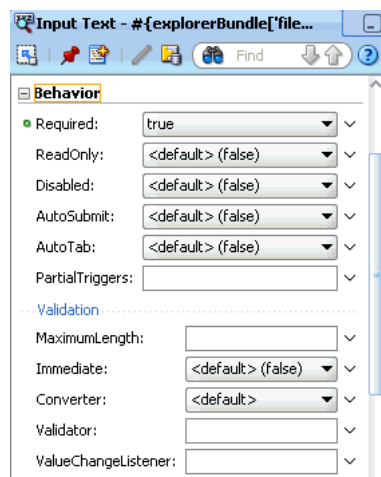 Input Text - #{explorerBundle['file...
Find
Behavior
Required: true
ReadOnly: <default> (false)
Disabled: <default> (false)
AutoSubmit: <default> (false)
AutoTab: <default> (false)
PartialTriggers:
Validation
MaximumLength:
Immediate: <default> (false)
Converter: <default>
Validator:
ValueChangeListener: